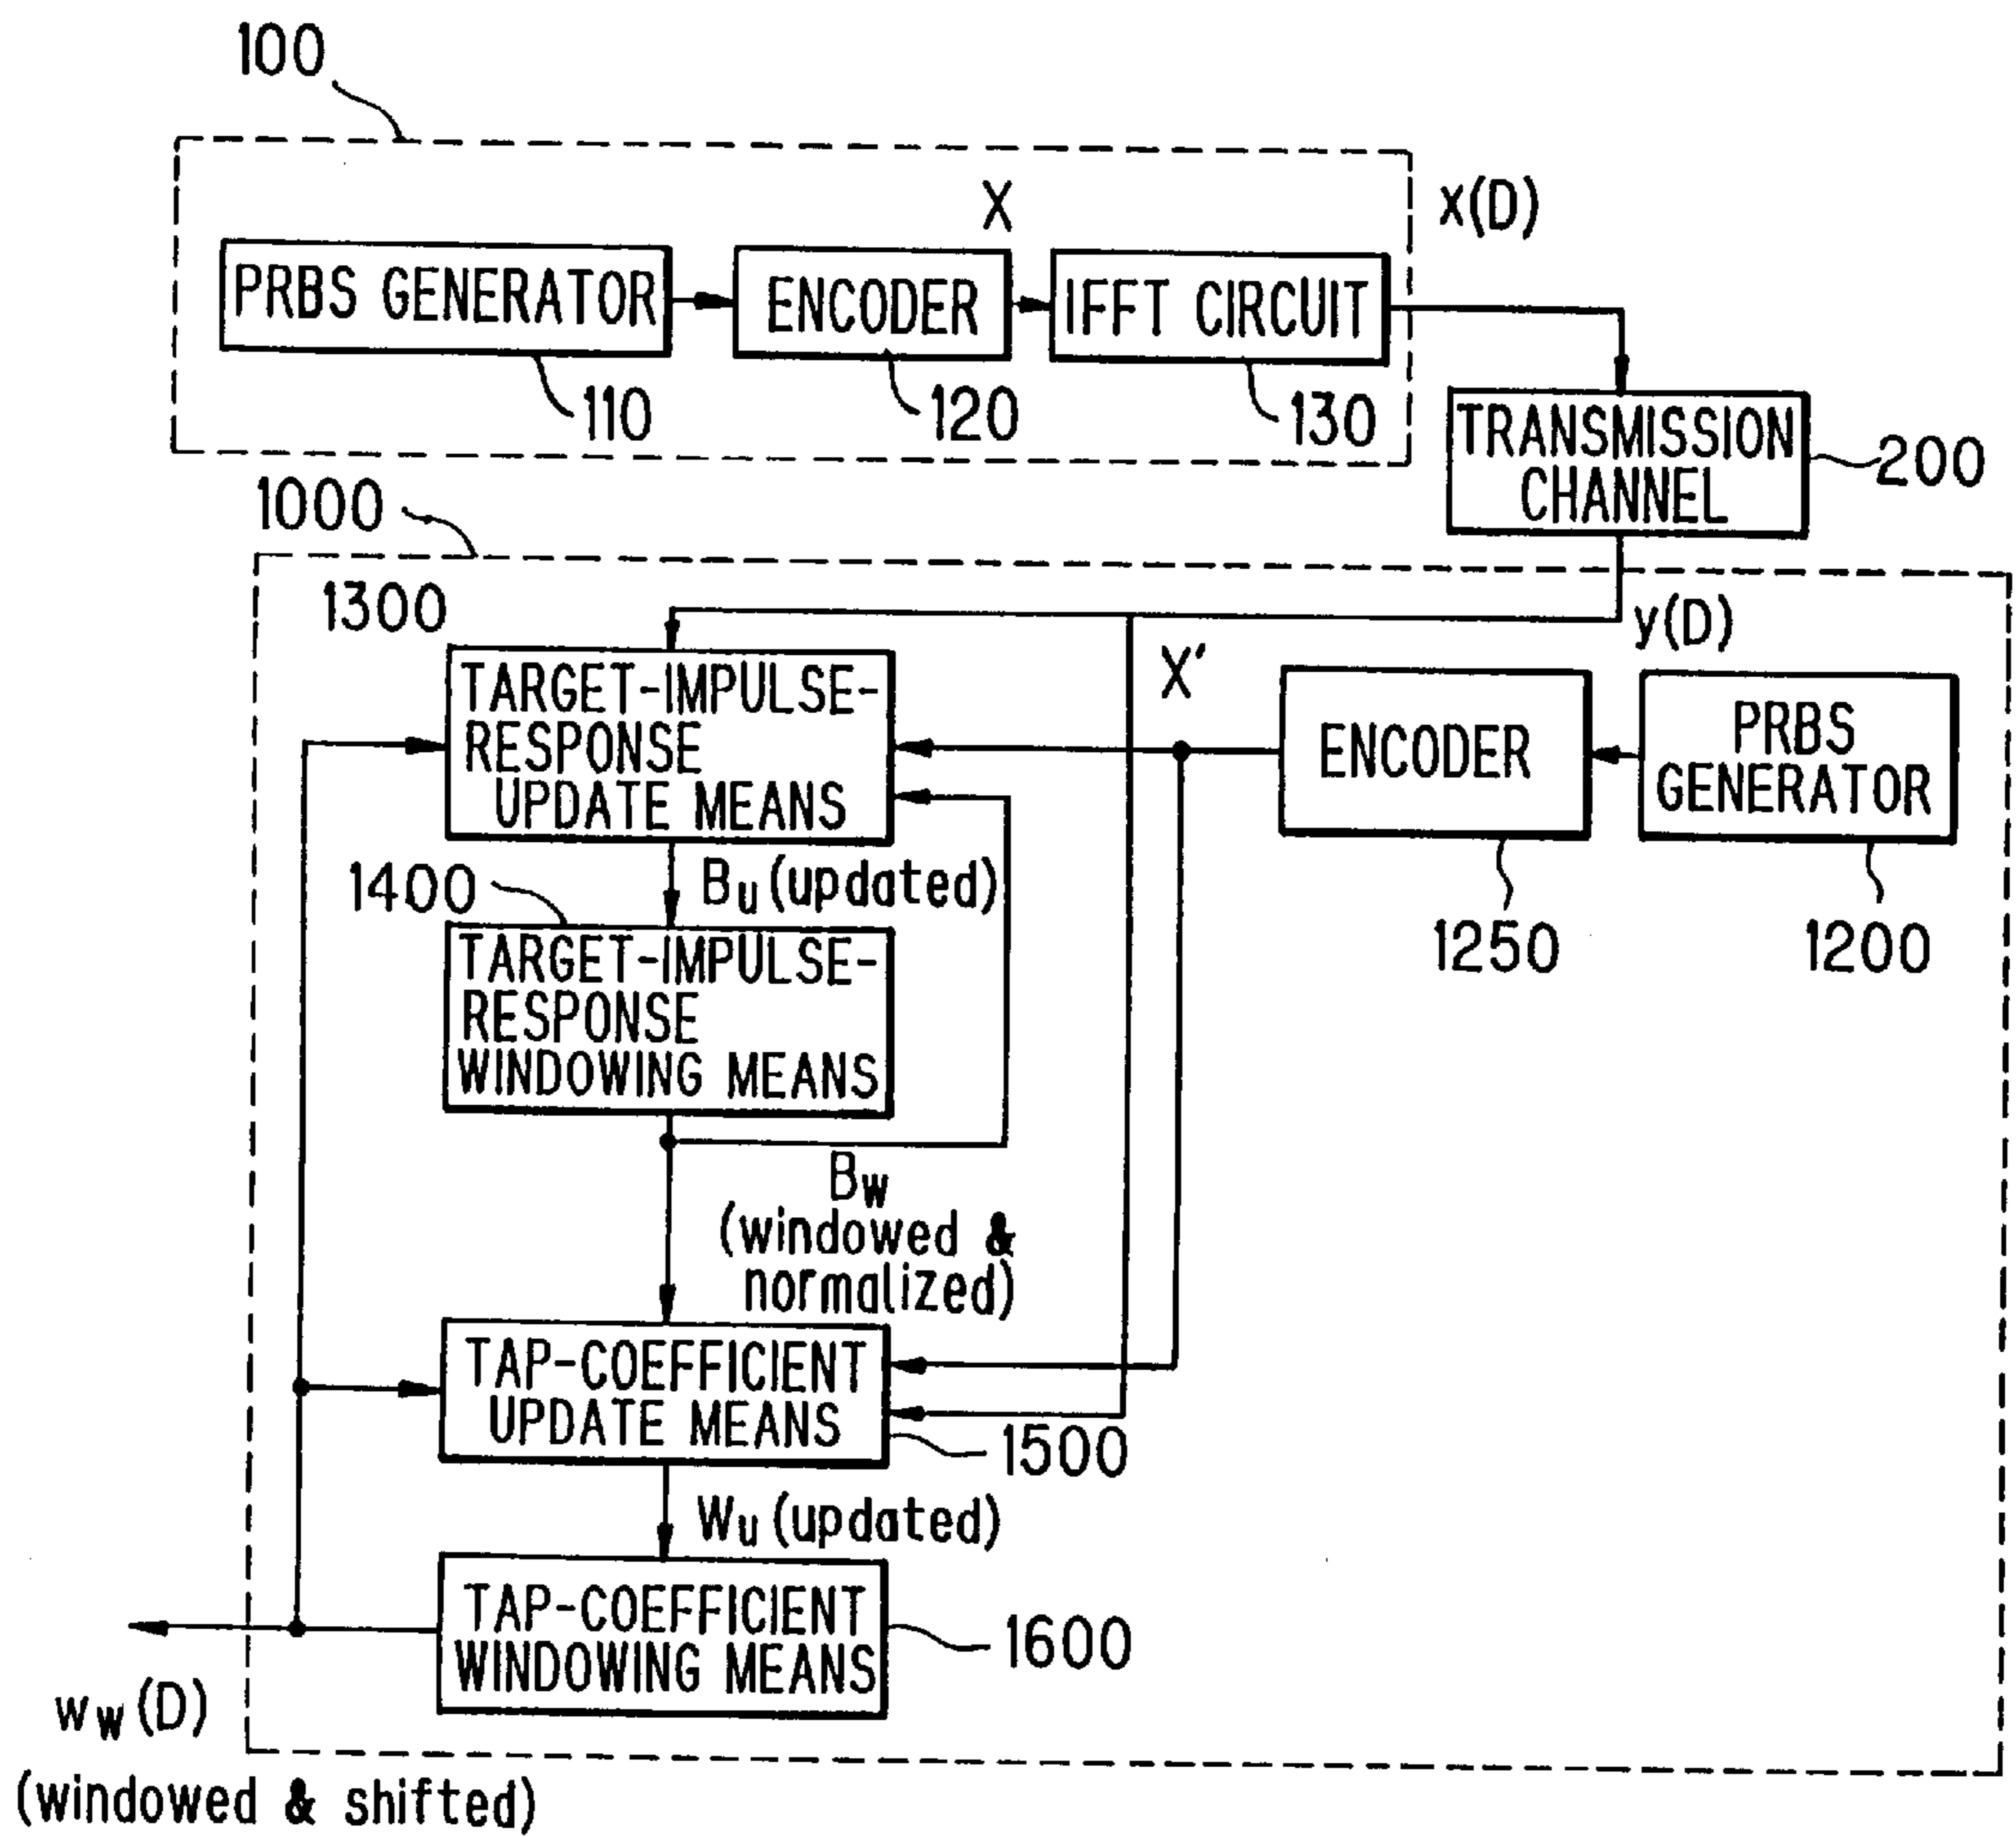 100
X
x(D)
PRBS GENERATOR
ENCODER
IFFT CIRCUIT
110
120
130
TRANSMISSION
CHANNEL
200
1000
1300
y(D)
TARGET-IMPULSE-
RESPONSE
UPDATE MEANS
X'
ENCODER
PRBS
GENERATOR
1400
Bu (updated)
1250
1200
TARGET-IMPULSE-
RESPONSE
WINDOWING MEANS
Bw
(windowed &
normalized)
TAP-COEFFICIENT
UPDATE MEANS
1500
Wu (updated)
TAP-COEFFICIENT
WINDOWING MEANS
1600
ww (D)
(windowed & shifted)